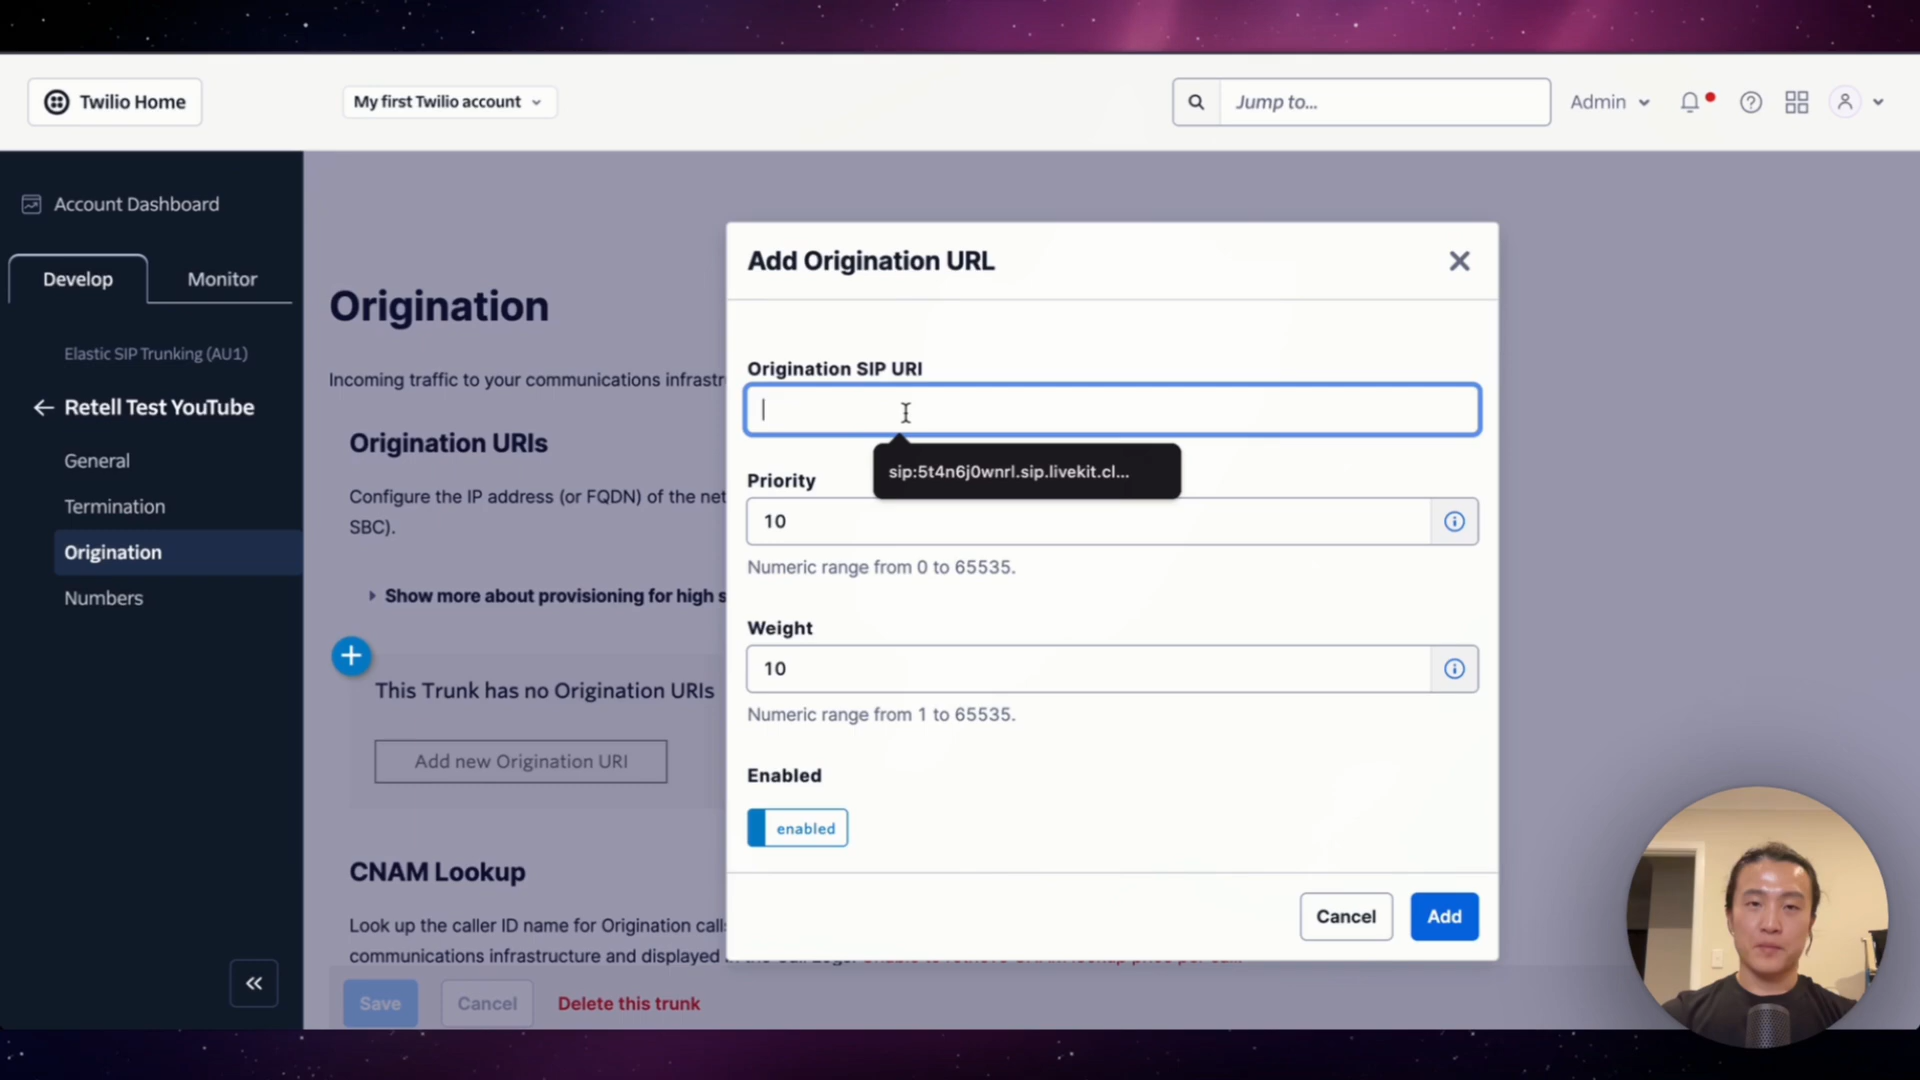 Twilio Home
My first Twilio account
Jump to...
Admin
Account Dashboard
Develop
Monitor
Elastic SIP Trunking (AU1)
Retell Test YouTube
General
Termination
Origination
Numbers
Origination
Incoming traffic to your communications infrastr
Origination URIs
Configure the IP address (or FQDN) of the net
SBC).
Show more about provisioning for high s
This Trunk has no Origination URIs
Add new Origination URI
CNAM Lookup
Look up the caller ID name for Origination call
communications infrastructure and displayed
Save
Cancel
Delete this trunk
Add Origination URL
Origination SIP URI
sip:5t4n6j0wnrl.sip.livekit.cl...
Priority
10
Numeric range from 0 to 65535.
Weight
10
Numeric range from 1 to 65535.
Enabled
enabled
Cancel
Add